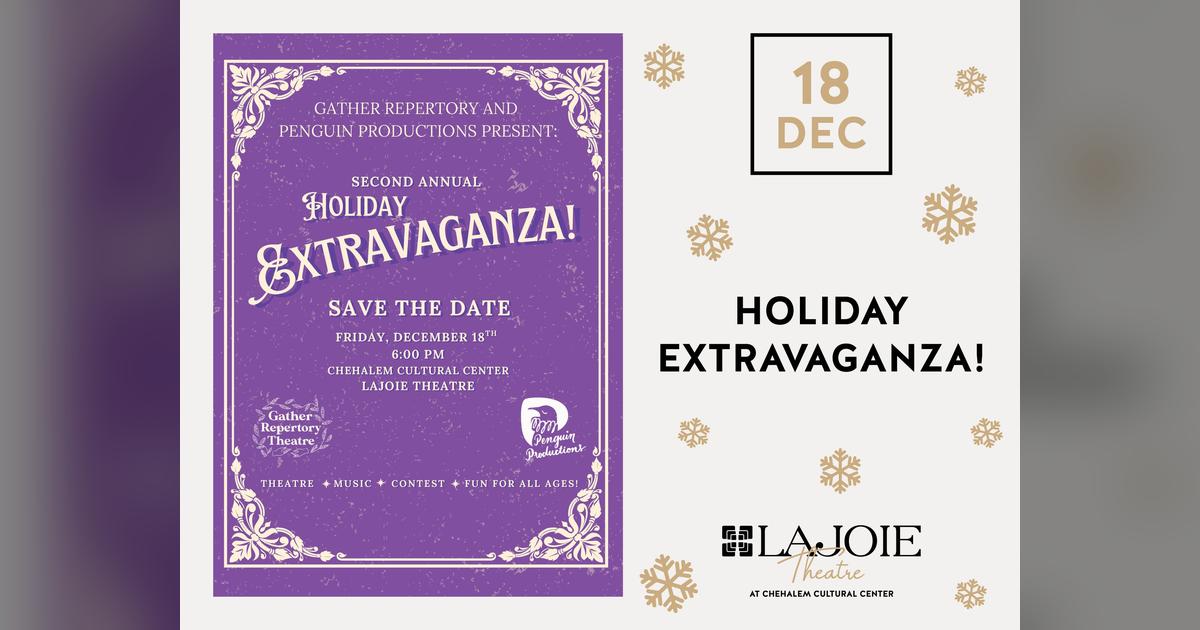 GATHER REPERTORY AND
PENGUIN PRODUCTIONS PRESENT:
SECOND ANNUAL
HOLIDAY
EXTRAVAGANZA!
SAVE THE DATE
FRIDAY, DECEMBER 18TH
6:00 PM
CHEHALEM CULTURAL CENTER
LAJOIE THEATRE
Gather
Repertory
Theatre
Penguin
Productions
THEATRE ✦ MUSIC ✦ CONTEST ✦ FUN FOR ALL AGES!
18
DEC
HOLIDAY
EXTRAVAGANZA!
LAJOIE
Theatre
AT CHEHALEM CULTURAL CENTER